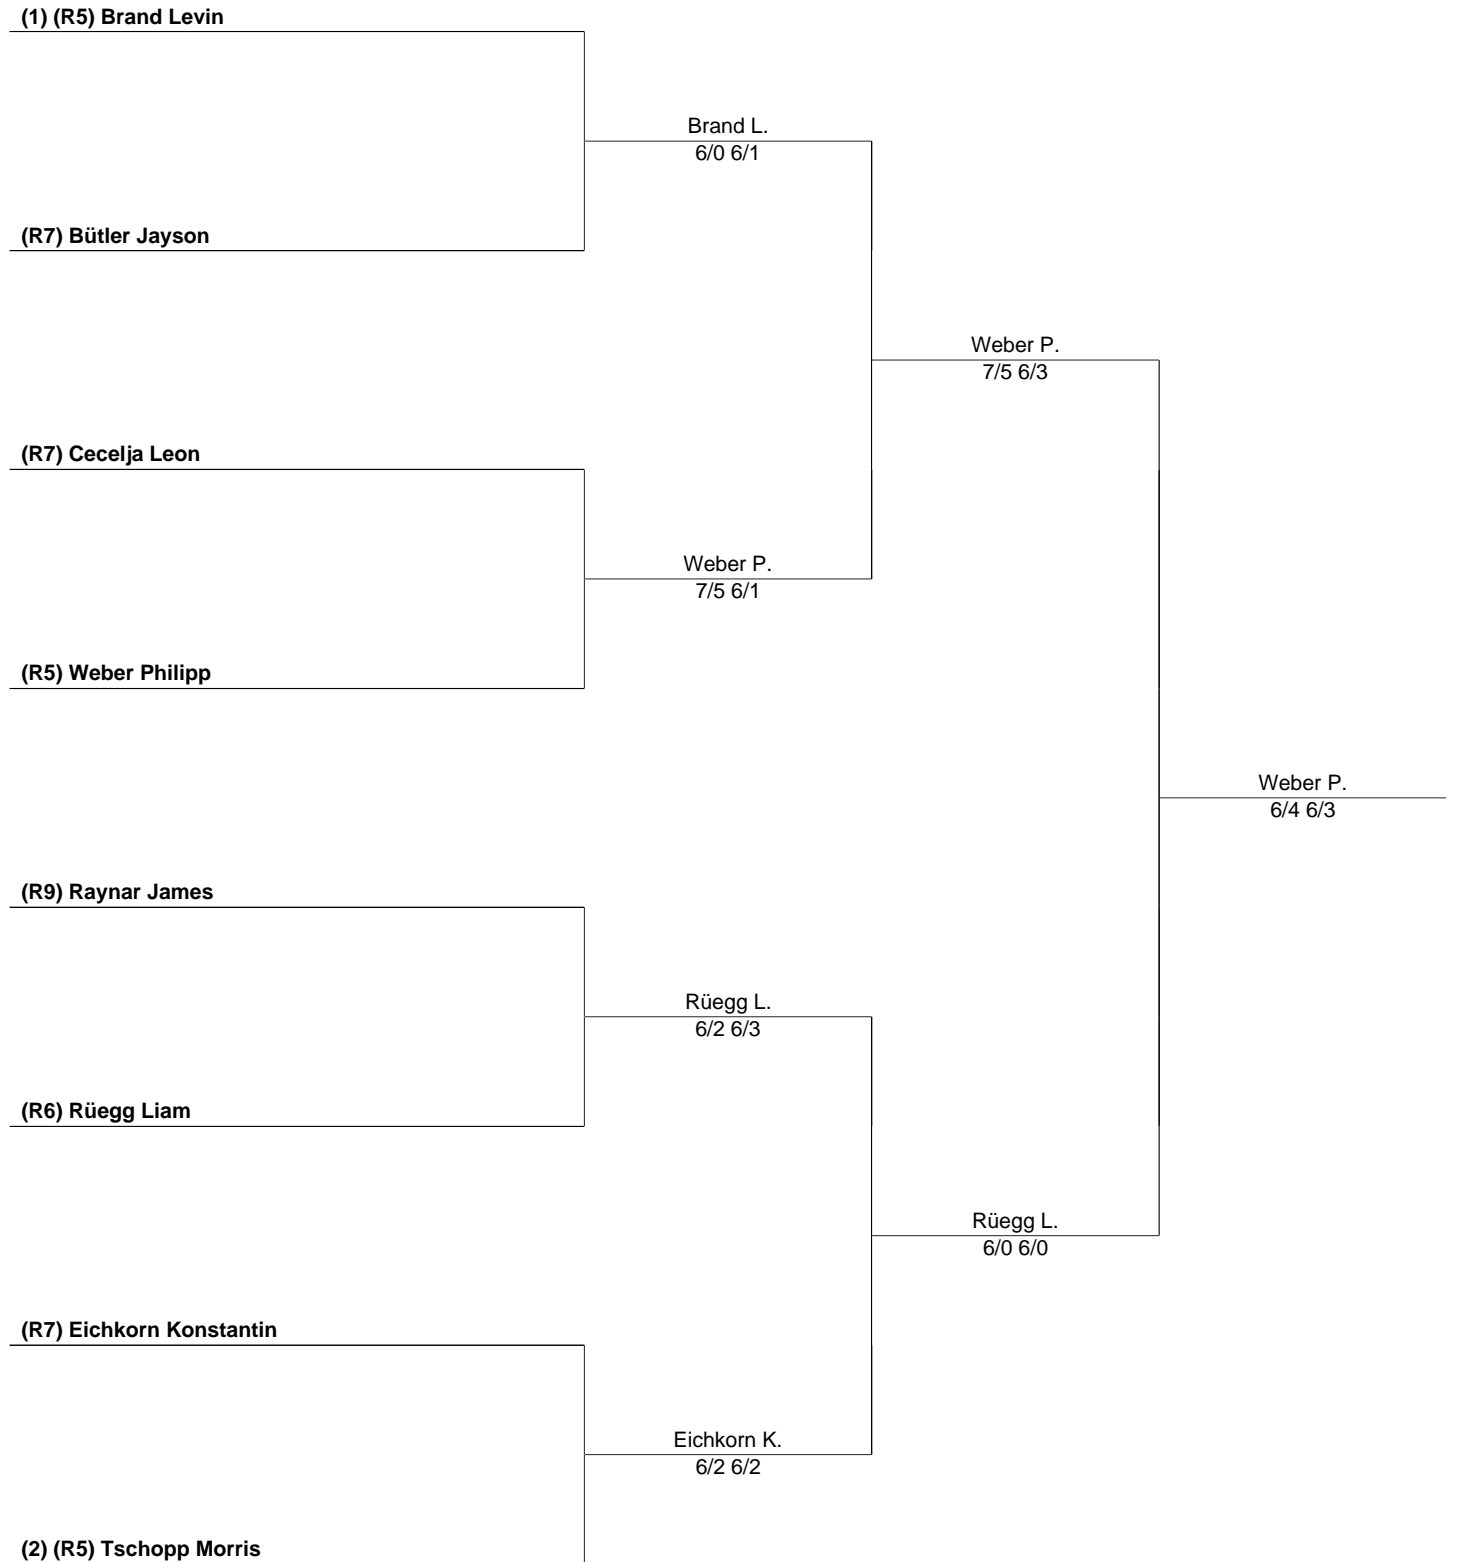 (1) (R5) Brand Levin
Brand L.
6/0 6/1
(R7) Bütler Jayson
Weber P.
7/5 6/3
(R7) Cecelja Leon
Weber P.
7/5 6/1
(R5) Weber Philipp
Weber P.
6/4 6/3
(R9) Raynar James
Rüegg L.
6/2 6/3
(R6) Rüegg Liam
Rüegg L.
6/0 6/0
(R7) Eichkorn Konstantin
Eichkorn K.
6/2 6/2
(2) (R5) Tschopp Morris